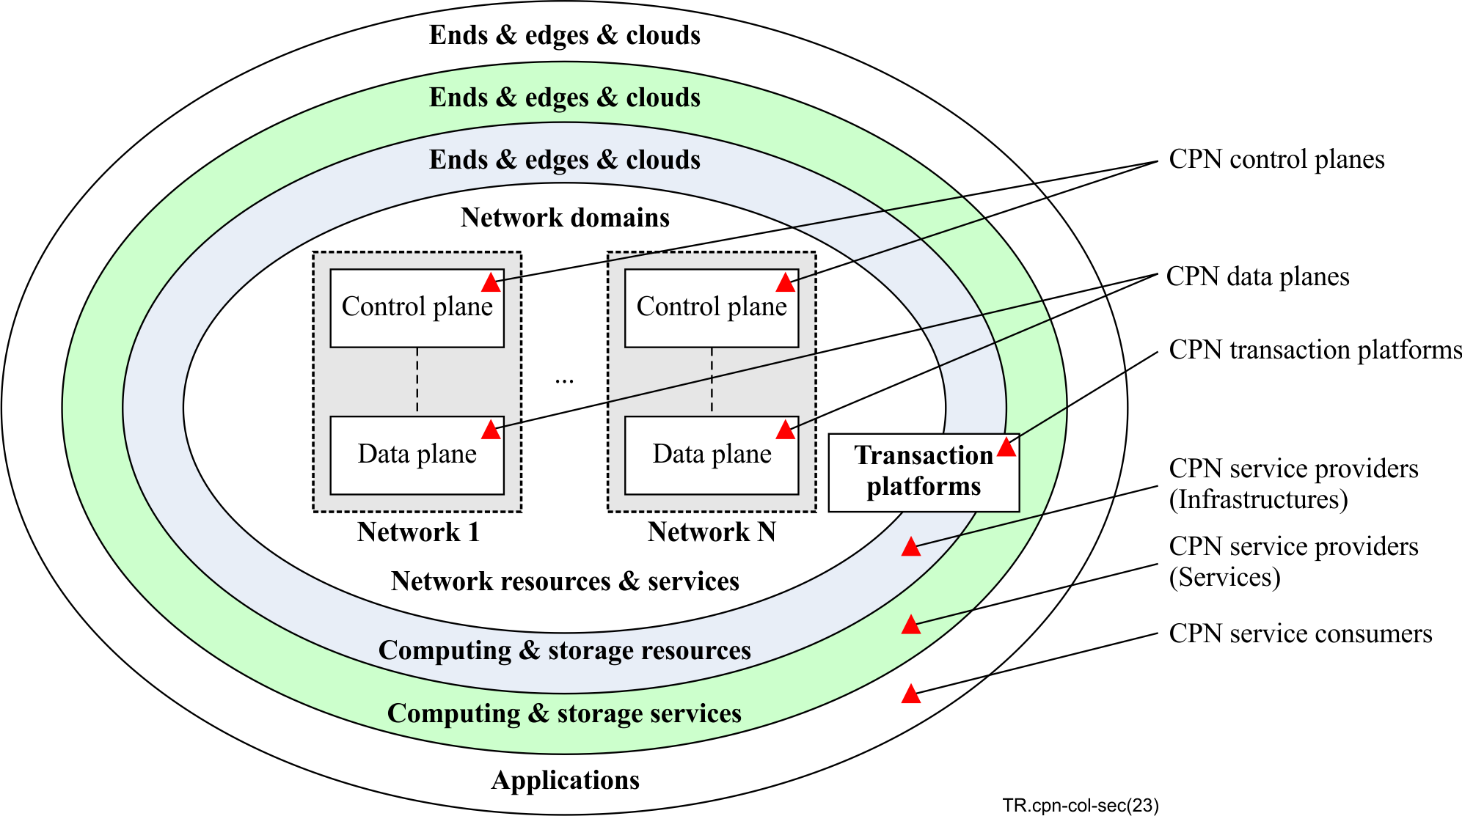 Ends & edges & clouds
Ends & edges & clouds
Ends & edges & clouds
Network domains
Control plane
Control plane
...
Data plane
Data plane
Network 1
Network N
Transaction
platforms
Network resources & services
Computing & storage resources
Computing & storage services
Applications
CPN control planes
CPN data planes
CPN transaction platforms
CPN service providers
(Infrastructures)
CPN service providers
(Services)
CPN service consumers
TR.cpn-col-sec(23)